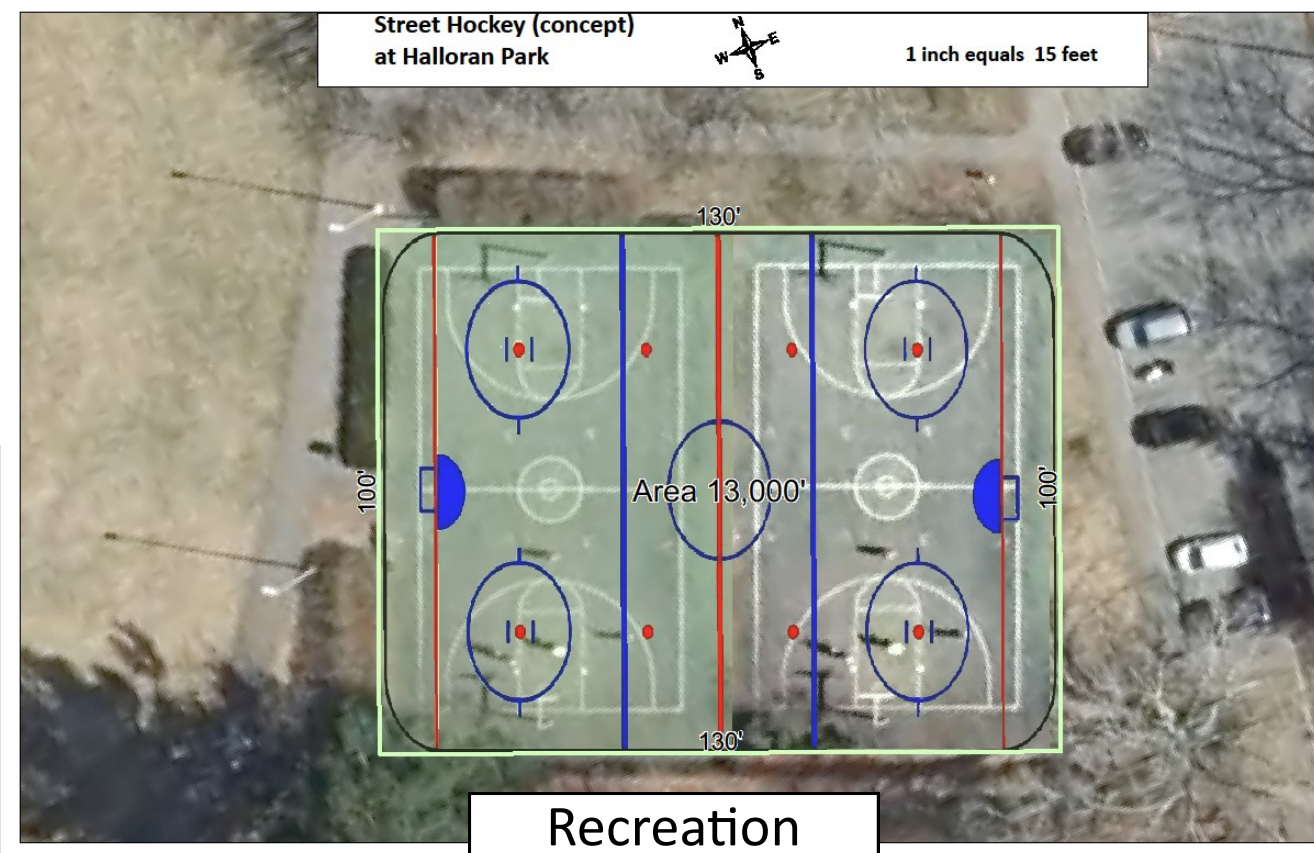 Street Hockey (concept)
at Halloran Park
N
W E
S
1 inch equals 15 feet
130'
100'
Area 13,000'
100'
130'
Recreation